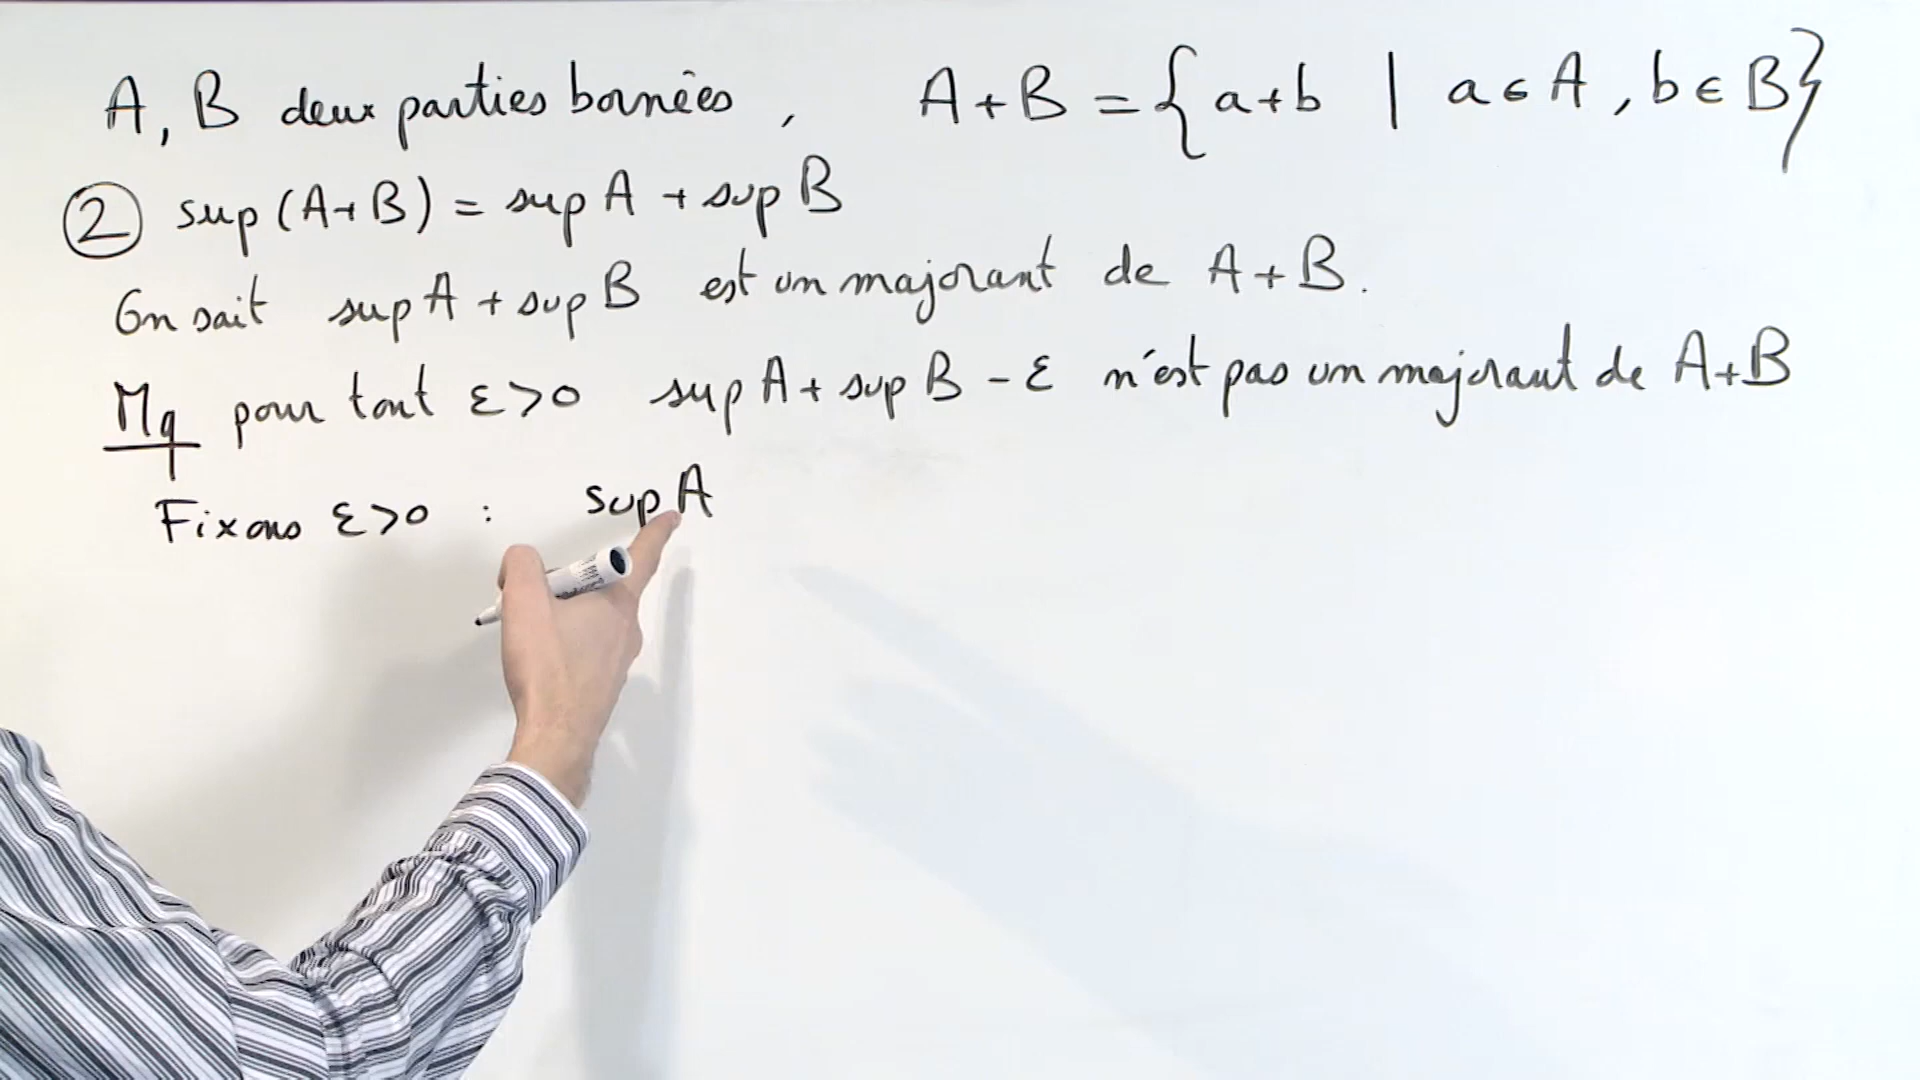 A, B deux parties bornées, A+B = {a+b | a∈A, b∈B}
② sup(A+B) = sup A + sup B
On sait sup A + sup B est un majorant de A+B.
Mq pour tout ε>0 sup A + sup B - ε n'est pas un majorant de A+B
Fixons ε>0 : sup A